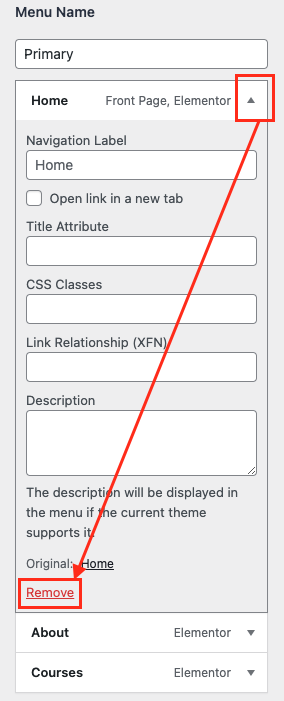 Menu Name
Primary
Home Front Page, Elementor
Navigation Label
Home
Open link in a new tab
Title Attribute
CSS Classes
Link Relationship (XFN)
Description
The description will be displayed in
the menu if the current theme
supports it.
Original: Home
Remove
About Elementor
Courses Elementor